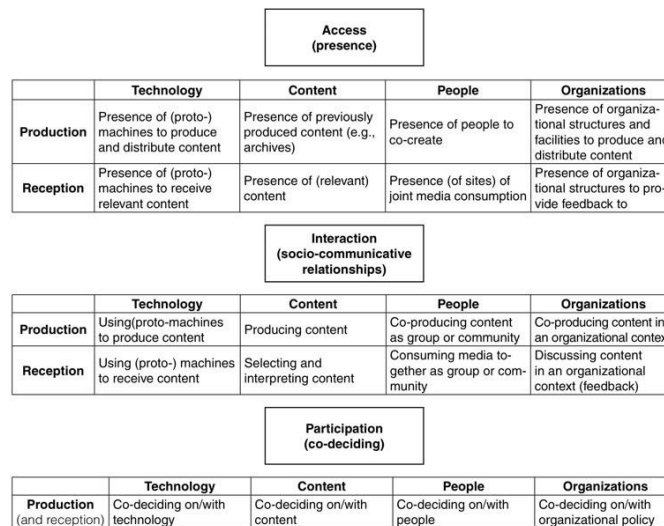 Access
(presence)
Technology
Content
People
Organizations
Production
Presence of (proto-)
machines to produce
and distribute content
Presence of previously
produced content (e.g.,
archives)
Presence of people to
co-create
Presence of organiza-
tional structures and
facilities to produce and
distribute content
Reception
Presence of (proto-)
machines to receive
relevant content
Presence of (relevant)
content
Presence (of sites) of
joint media consumption
Presence of organiza-
tional structures to pro-
vide feedback to
Interaction
(socio-communicative
relationships)
Technology
Content
People
Organizations
Production
Using(proto-machines
to produce content
Producing content
Co-producing content
as group or community
Co-producing content in
an organizational contex
Reception
Using (proto-) machines
to receive content
Selecting and
interpreting content
Consuming media to-
gether as group or com-
munity
Discussing content
in an organizational
context (feedback)
Participation
(co-deciding)
Technology
Content
People
Organizations
Production
(and reception)
Co-deciding on/with
technology
Co-deciding on/with
content
Co-deciding on/with
people
Co-deciding on/with
organizational policy